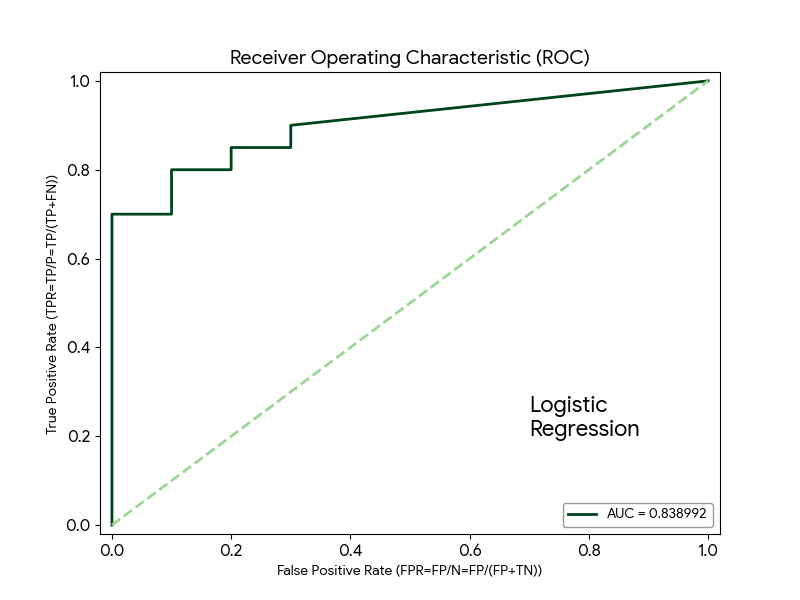 Receiver Operating Characteristic (ROC)
True Positive Rate (TPR=TP/P=TP/(TP+FN))
1.0
0.8
0.6
0.4
0.2
0.0
Logistic
Regression
AUC = 0.838992
0.0 0.2 0.4 0.6 0.8 1.0
False Positive Rate (FPR=FP/N=FP/(FP+TN))